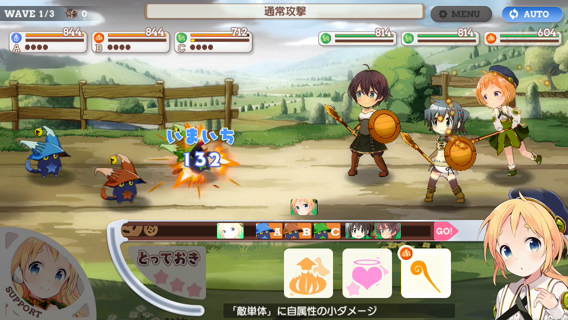 WAVE 1/3
0
通常攻撃
MENU
AUTO
844
844
712
814
814
604
A
B
C
いまいち
132
A
B
C
GO!
とっておき
SUPPORT
「敵単体」に自属性の小ダメージ